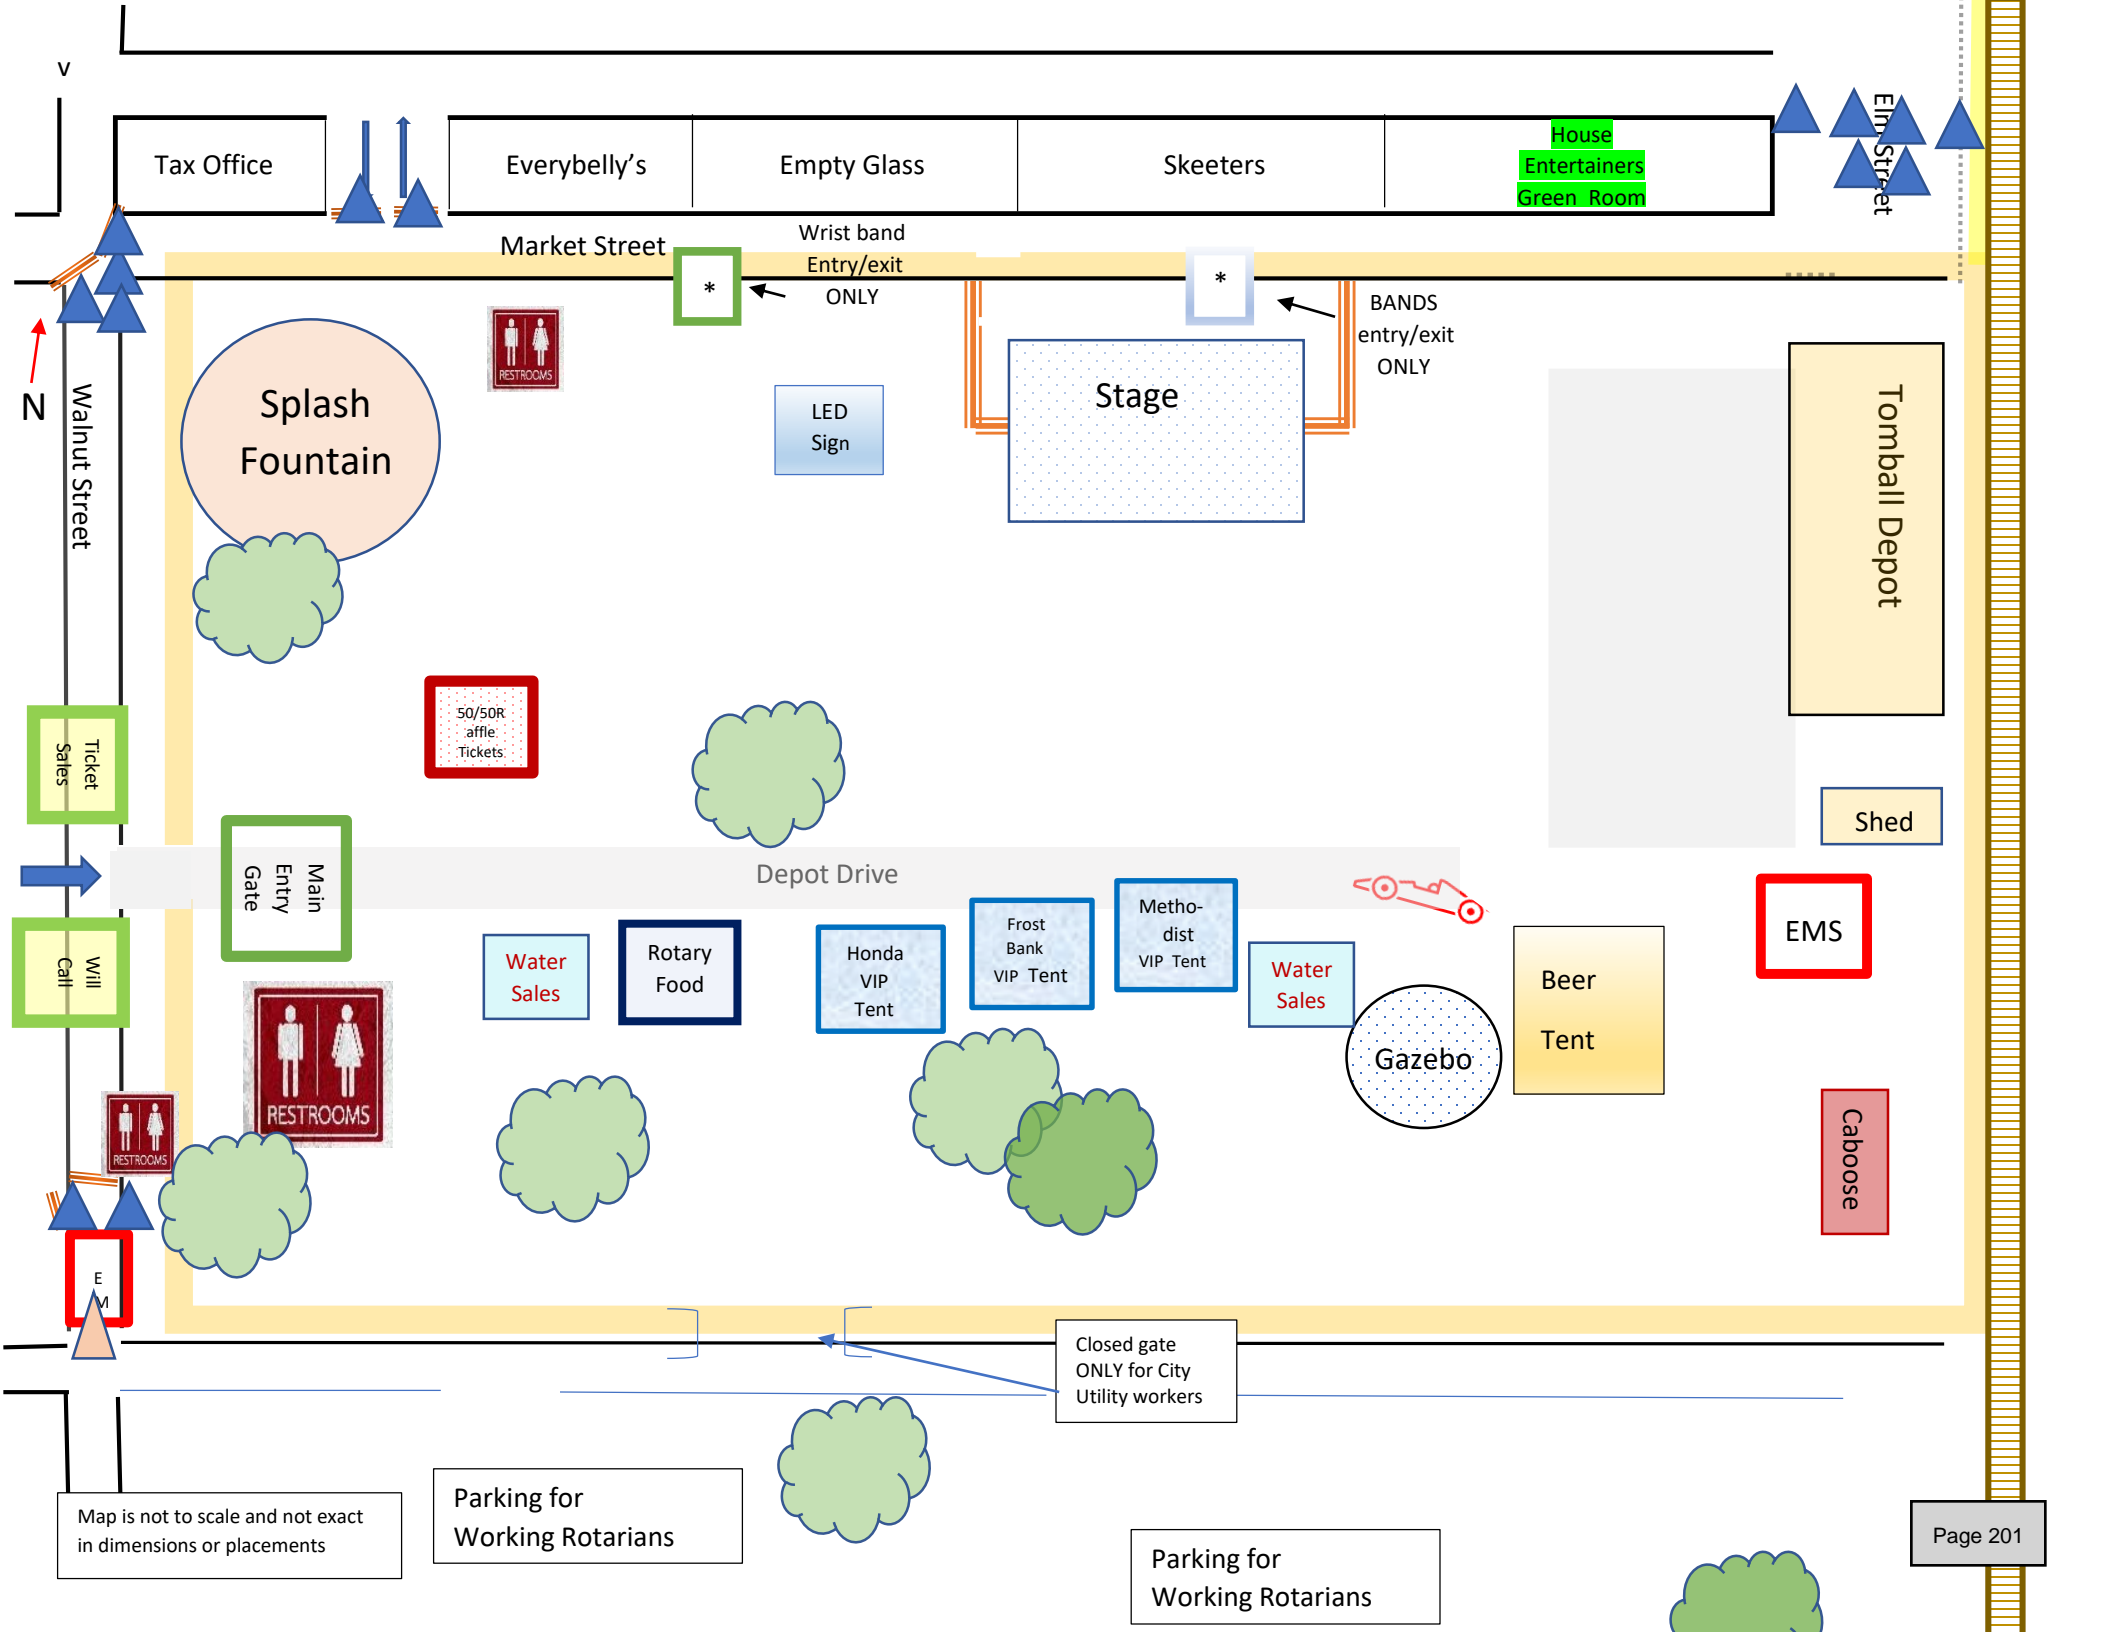 v
Tax Office
Everybelly’s
Empty Glass
Skeeters
House
Entertainers
Green Room
Elm Street
Market Street
Wrist band
Entry/exit
ONLY
*
*
BANDS
entry/exit
ONLY
RESTROOMS
N
Walnut Street
Splash
Fountain
LED
Sign
Stage
Tomball Depot
50/50R
affle
Tickets
Ticket
Sales
Shed
Main
Entry
Gate
Depot Drive
Will
Call
Water
Sales
Rotary
Food
Honda
VIP
Tent
Frost
Bank
VIP Tent
Metho-
dist
VIP Tent
Water
Sales
Gazebo
Beer
Tent
EMS
RESTROOMS
RESTROOMS
Caboose
E
M
Closed gate
ONLY for City
Utility workers
Map is not to scale and not exact
in dimensions or placements
Parking for
Working Rotarians
Parking for
Working Rotarians
Page 201